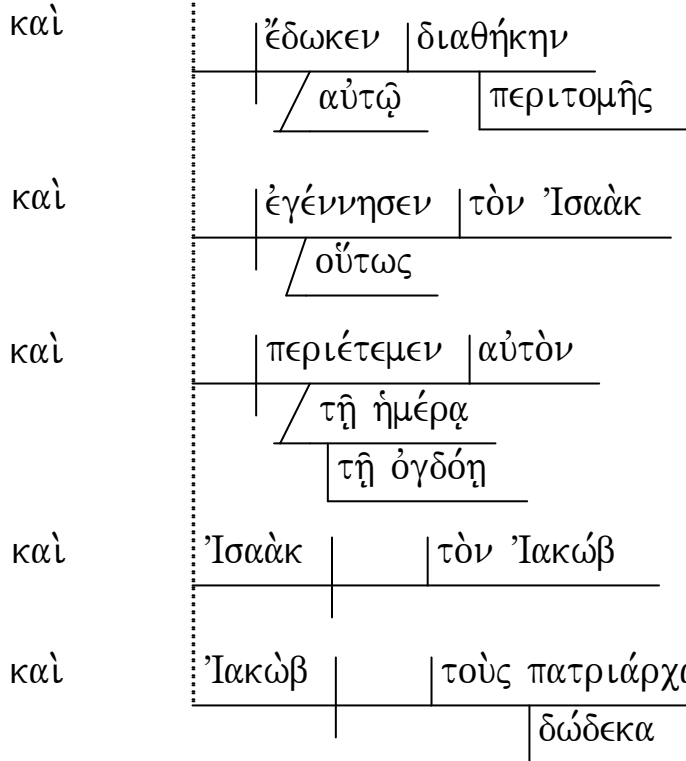 καὶ ἔδωκεν διαθήκην
αὐτῷ περιτομῆς
καὶ ἐγέννησεν τὸν Ἰσαὰκ
οὕτως
καὶ περιέτεμεν αὐτὸν
τῇ ἡμέρᾳ
τῇ ὀγδόῃ
καὶ Ἰσαὰκ τὸν Ἰακώβ
καὶ Ἰακὼβ τοὺς
δώδεκα